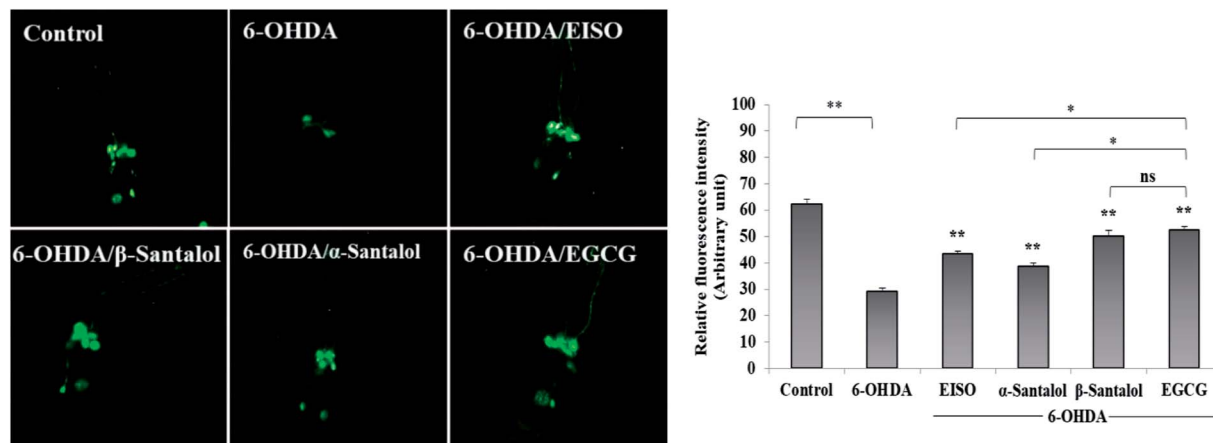 Control
6-OHDA
6-OHDA/EISO
6-OHDA/β-Santalol
6-OHDA/α-Santalol
6-OHDA/EGCG
Relative fluorescence intensity
(Arbitrary unit)
100
90
80
70
60
50
40
30
20
10
0
**
*
*
ns
**
**
**
**
Control
6-OHDA
EISO
α-Santalol
β-Santalol
EGCG
6-OHDA